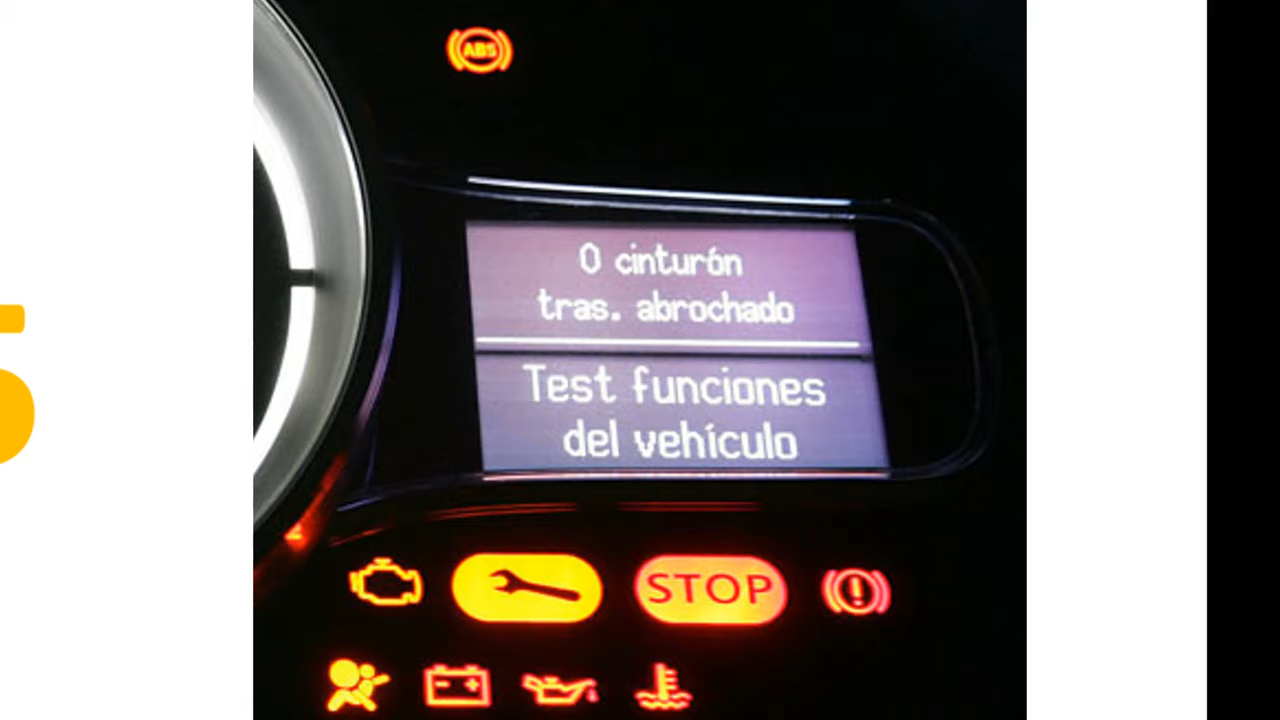 ABS
0 cinturón
tras. abrochado
Test funciones
del vehículo
STOP